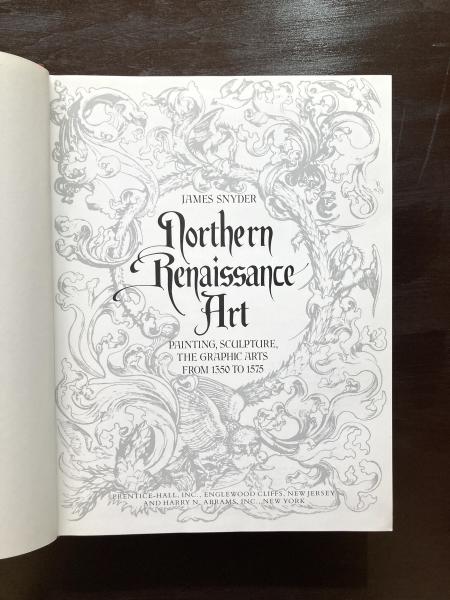 JAMES SNYDER
Northern
Renaissance
Art
PAINTING, SCULPTURE,
THE GRAPHIC ARTS
FROM 1350 TO 1575
PRENTICE-HALL, INC., ENGLEWOOD CLIFFS, NEW JERSEY
AND HARRY N. ABRAMS, INC., NEW YORK